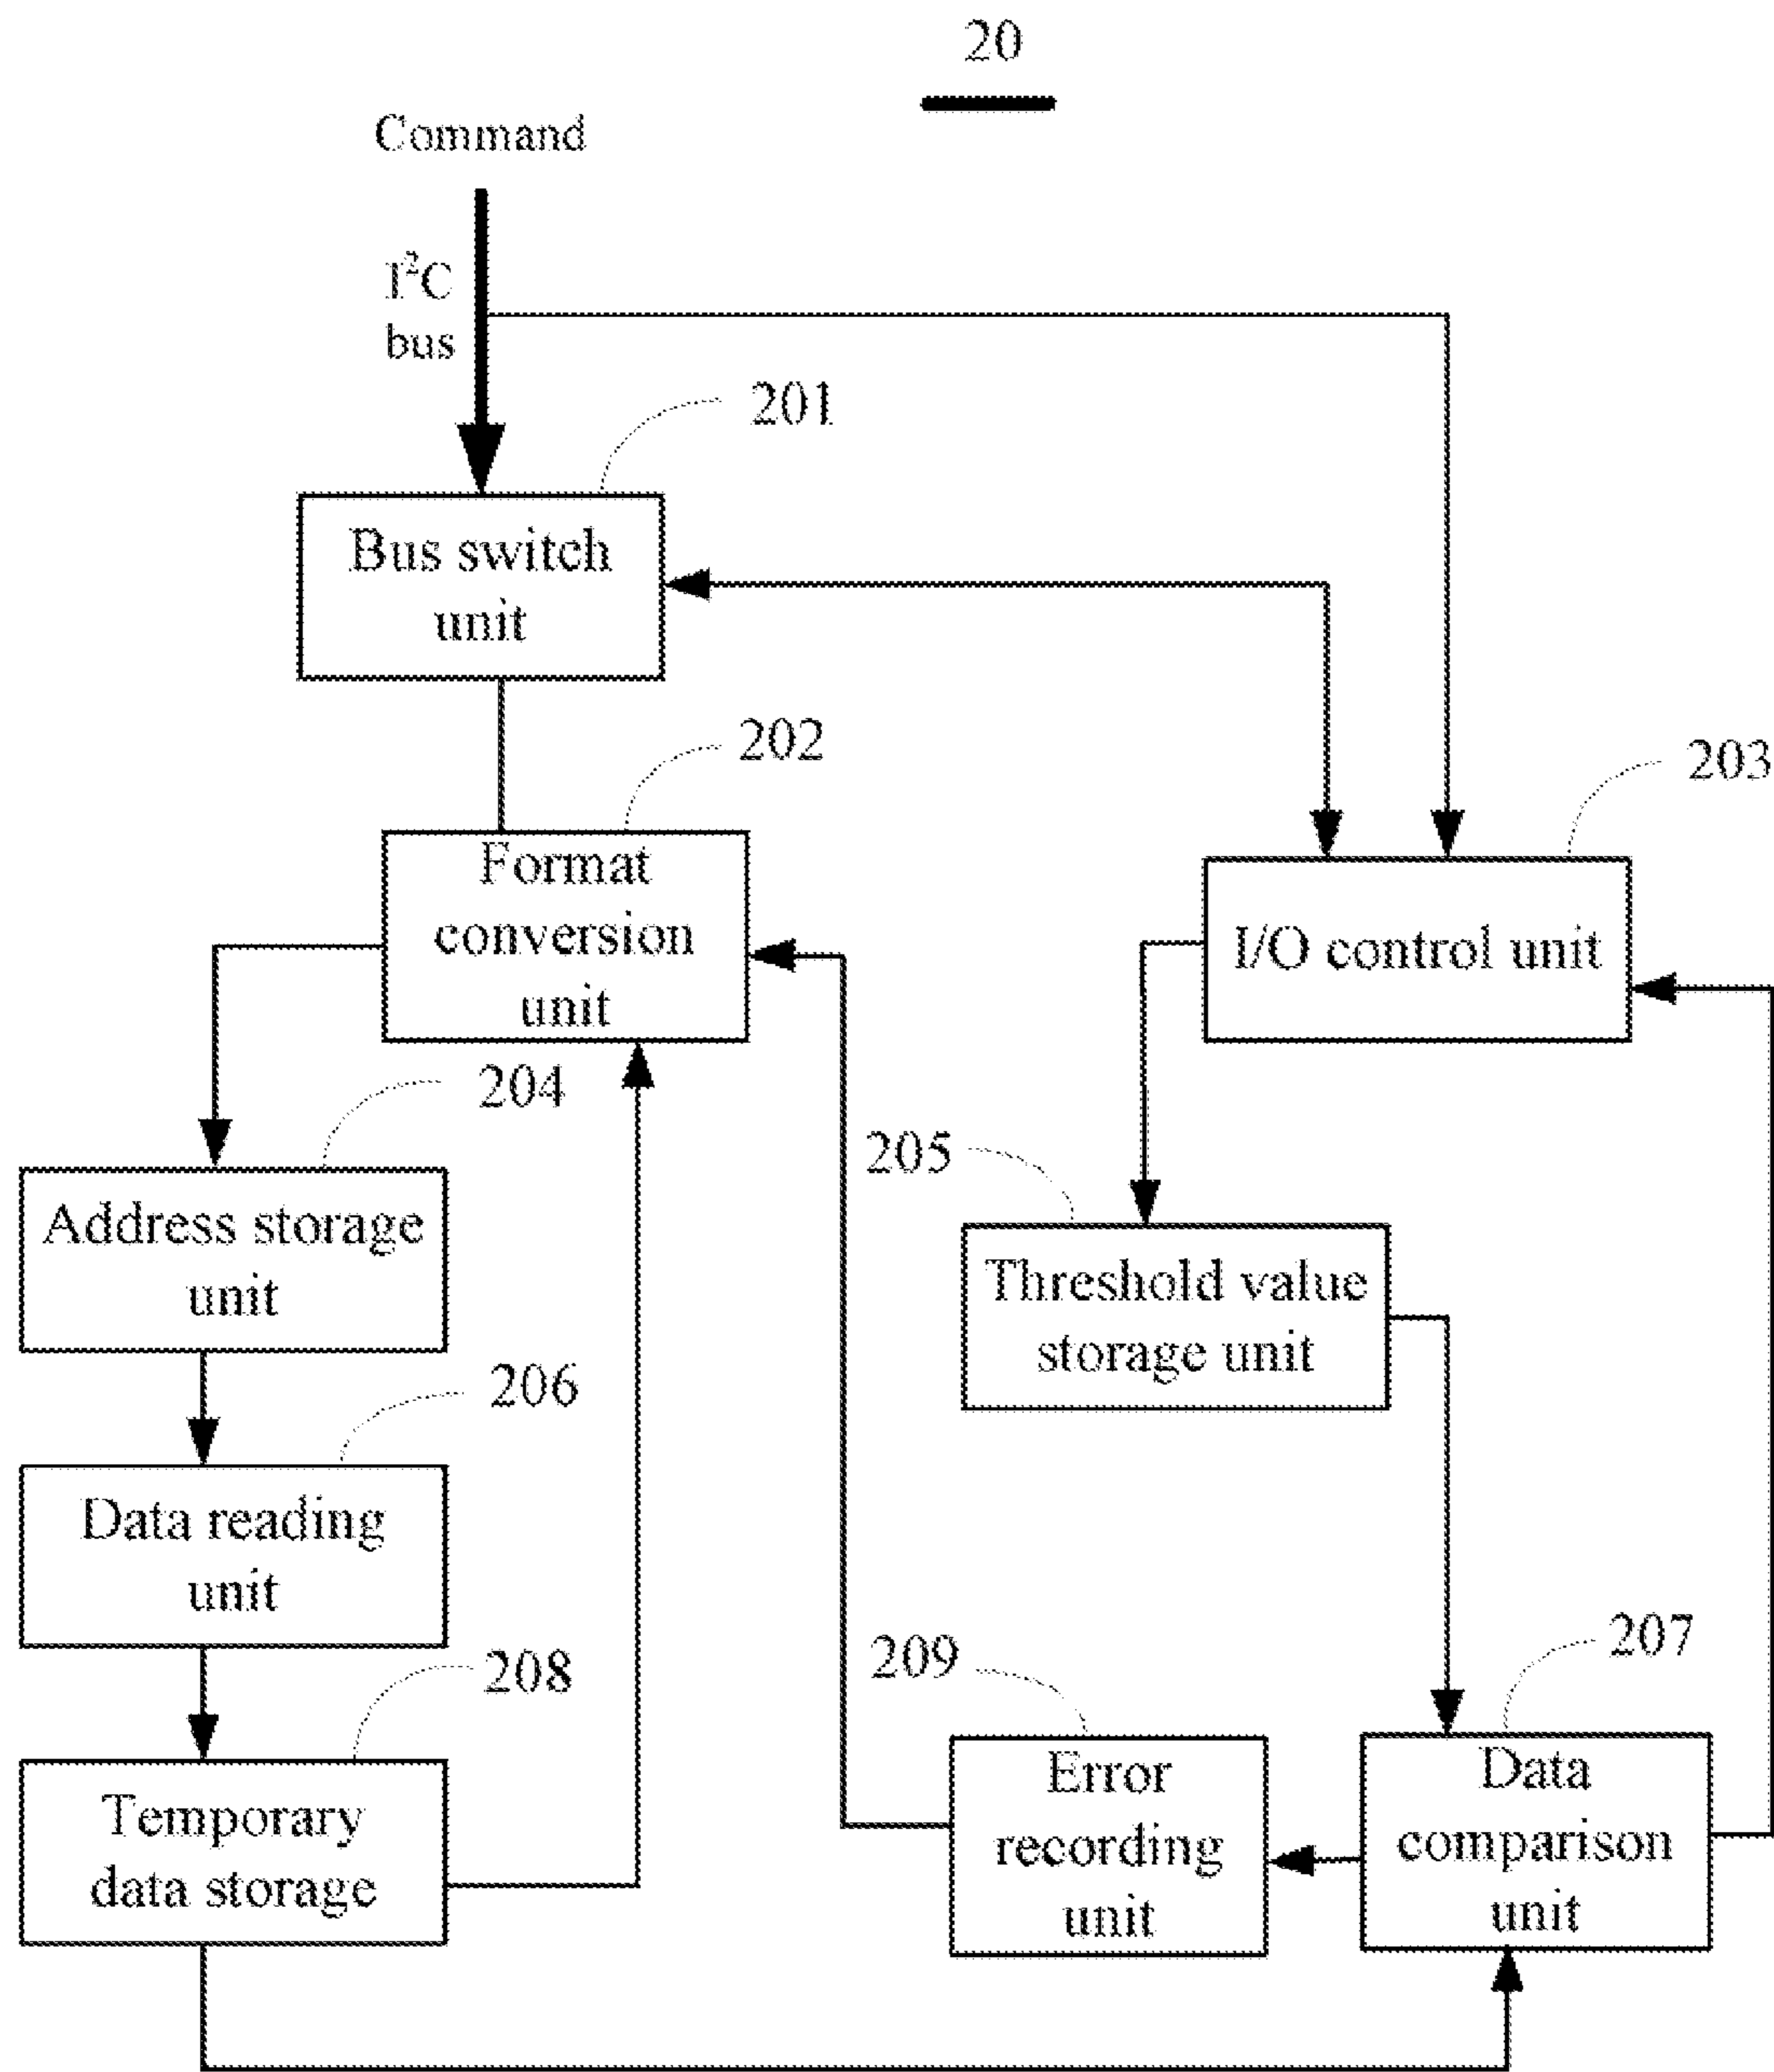 20
Command
I²C
bus
201
Bus switch
unit
202
Format
conversion
unit
203
I/O control unit
204
Address storage
unit
205
Threshold value
storage unit
206
Data reading
unit
207
Data
comparison
unit
208
Temporary
data storage
209
Error
recording
unit